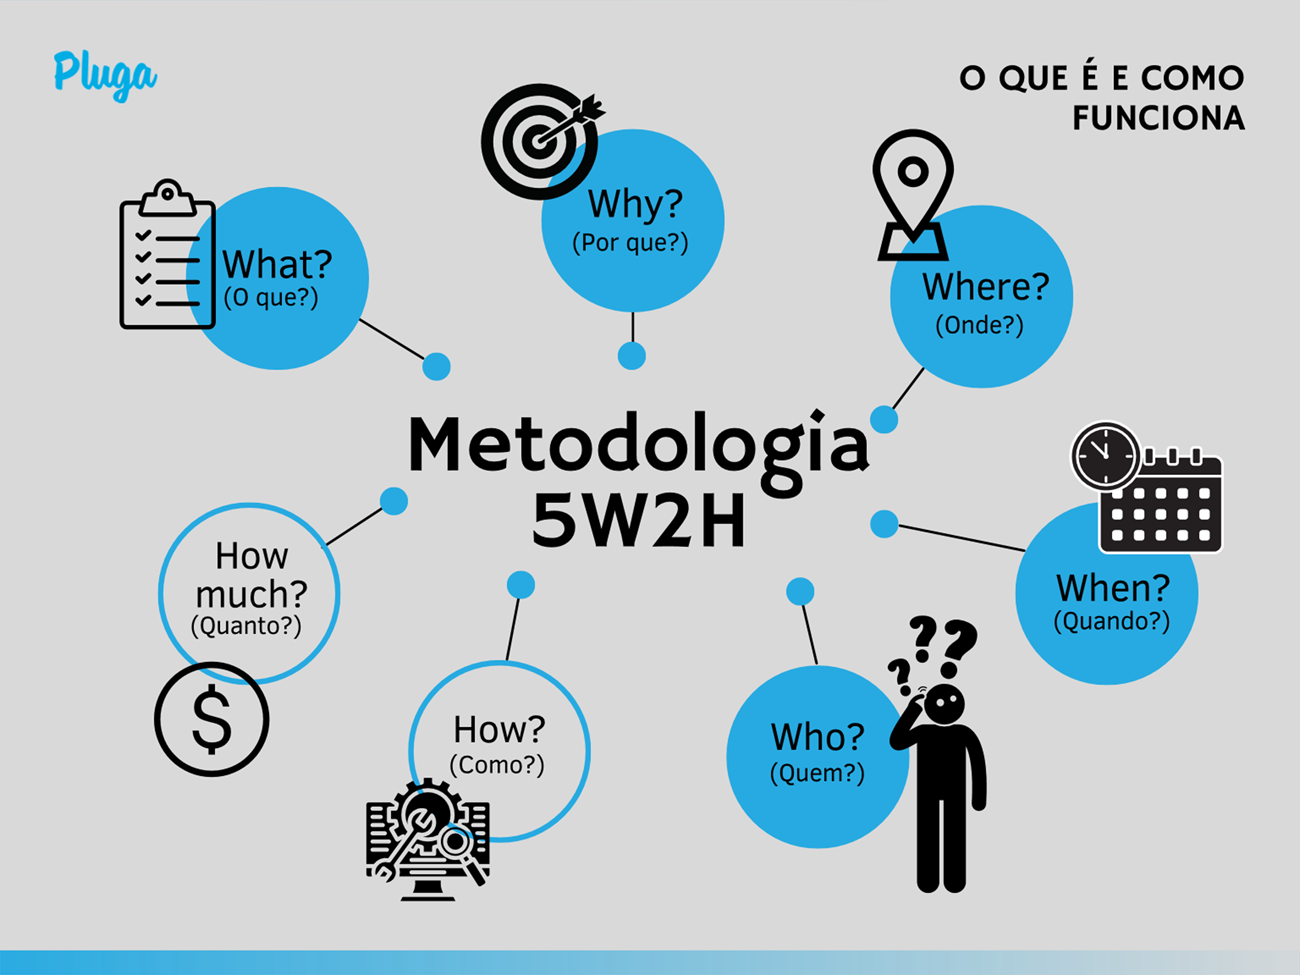 Pluga
O QUE É E COMO
FUNCIONA
What?
(O que?)
Why?
(Por que?)
Where?
(Onde?)
Metodologia
5W2H
When?
(Quando?)
How
much?
(Quanto?)
$
How?
(Como?)
Who?
(Quem?)
? ? ?